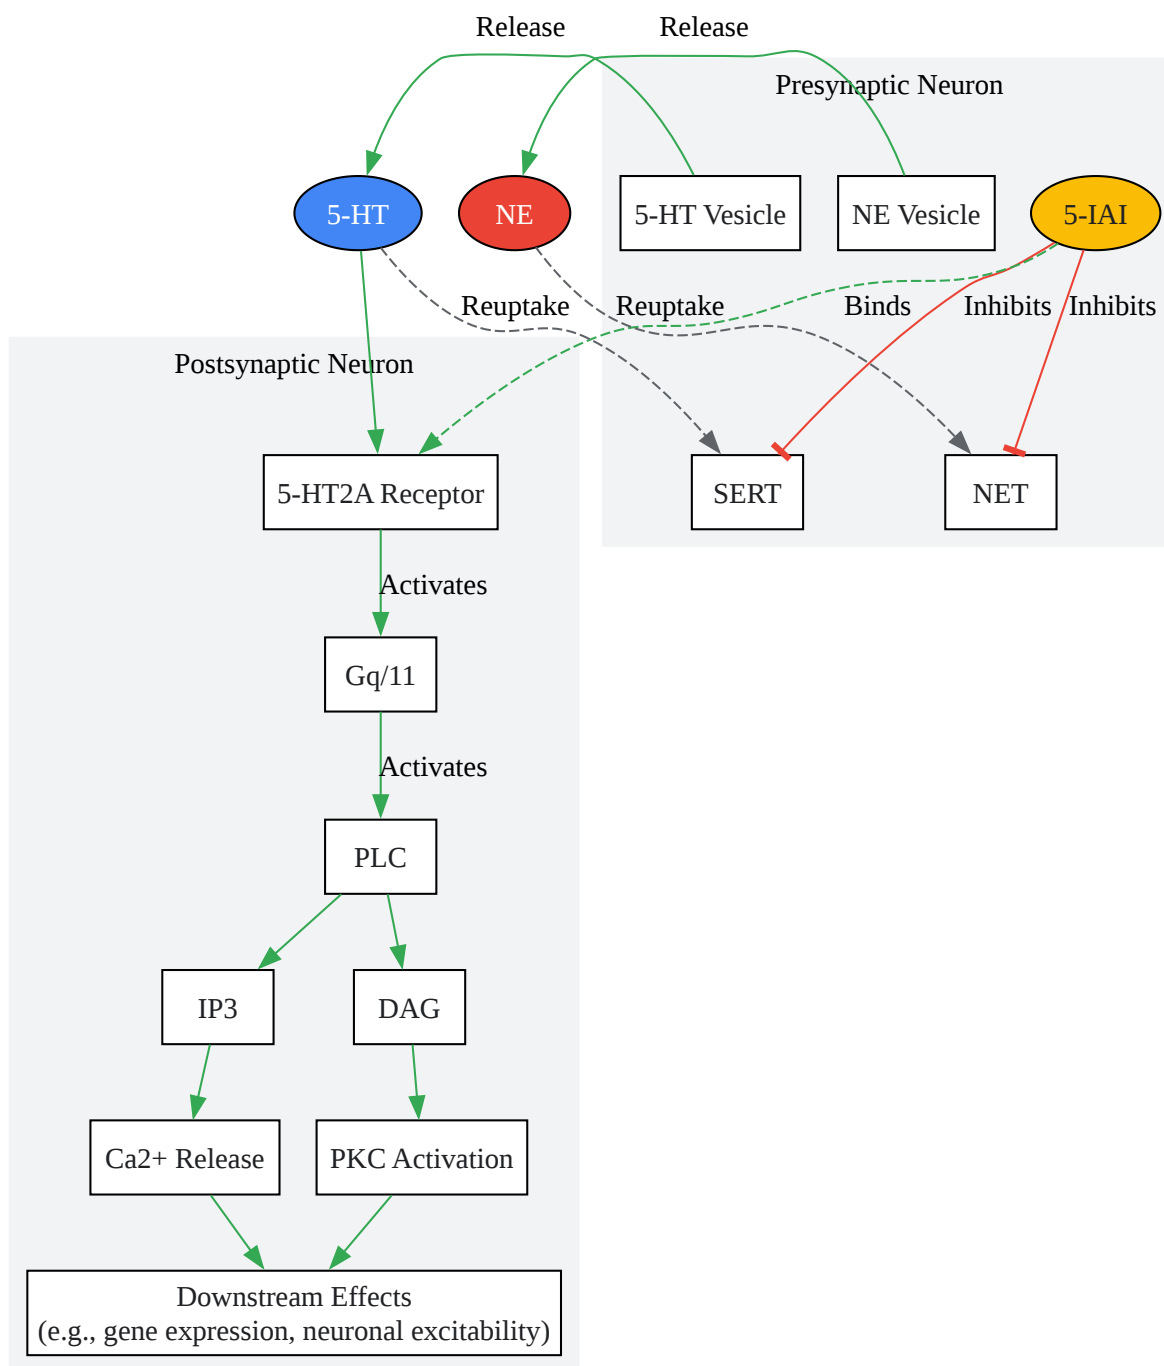 Release
Release
Presynaptic Neuron
5-HT
NE
5-HT Vesicle
NE Vesicle
5-IAI
Reuptake
Reuptake
Binds
Inhibits
Inhibits
Postsynaptic Neuron
5-HT2A Receptor
SERT
NET
Activates
Gq/11
Activates
PLC
IP3
DAG
Ca2+ Release
PKC Activation
Downstream Effects
(e.g., gene expression, neuronal excitability)